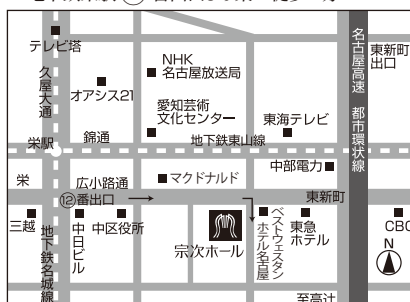 テレビ塔
NHK
名古屋放送局
名古屋高速 都市環状線
東新町
出口
久屋大通
オアシス21
愛知芸術
文化センター
東海テレビ
栄駅
錦通
地下鉄東山線
中部電力
栄
広小路通
マクドナルド
⑫番出口
東新町
三越
地下鉄名城線
中日
ビル
中区役所
宗次ホール
ベストウェスタン
ホテル名古屋
東急
ホテル
CBC
N
至高辻